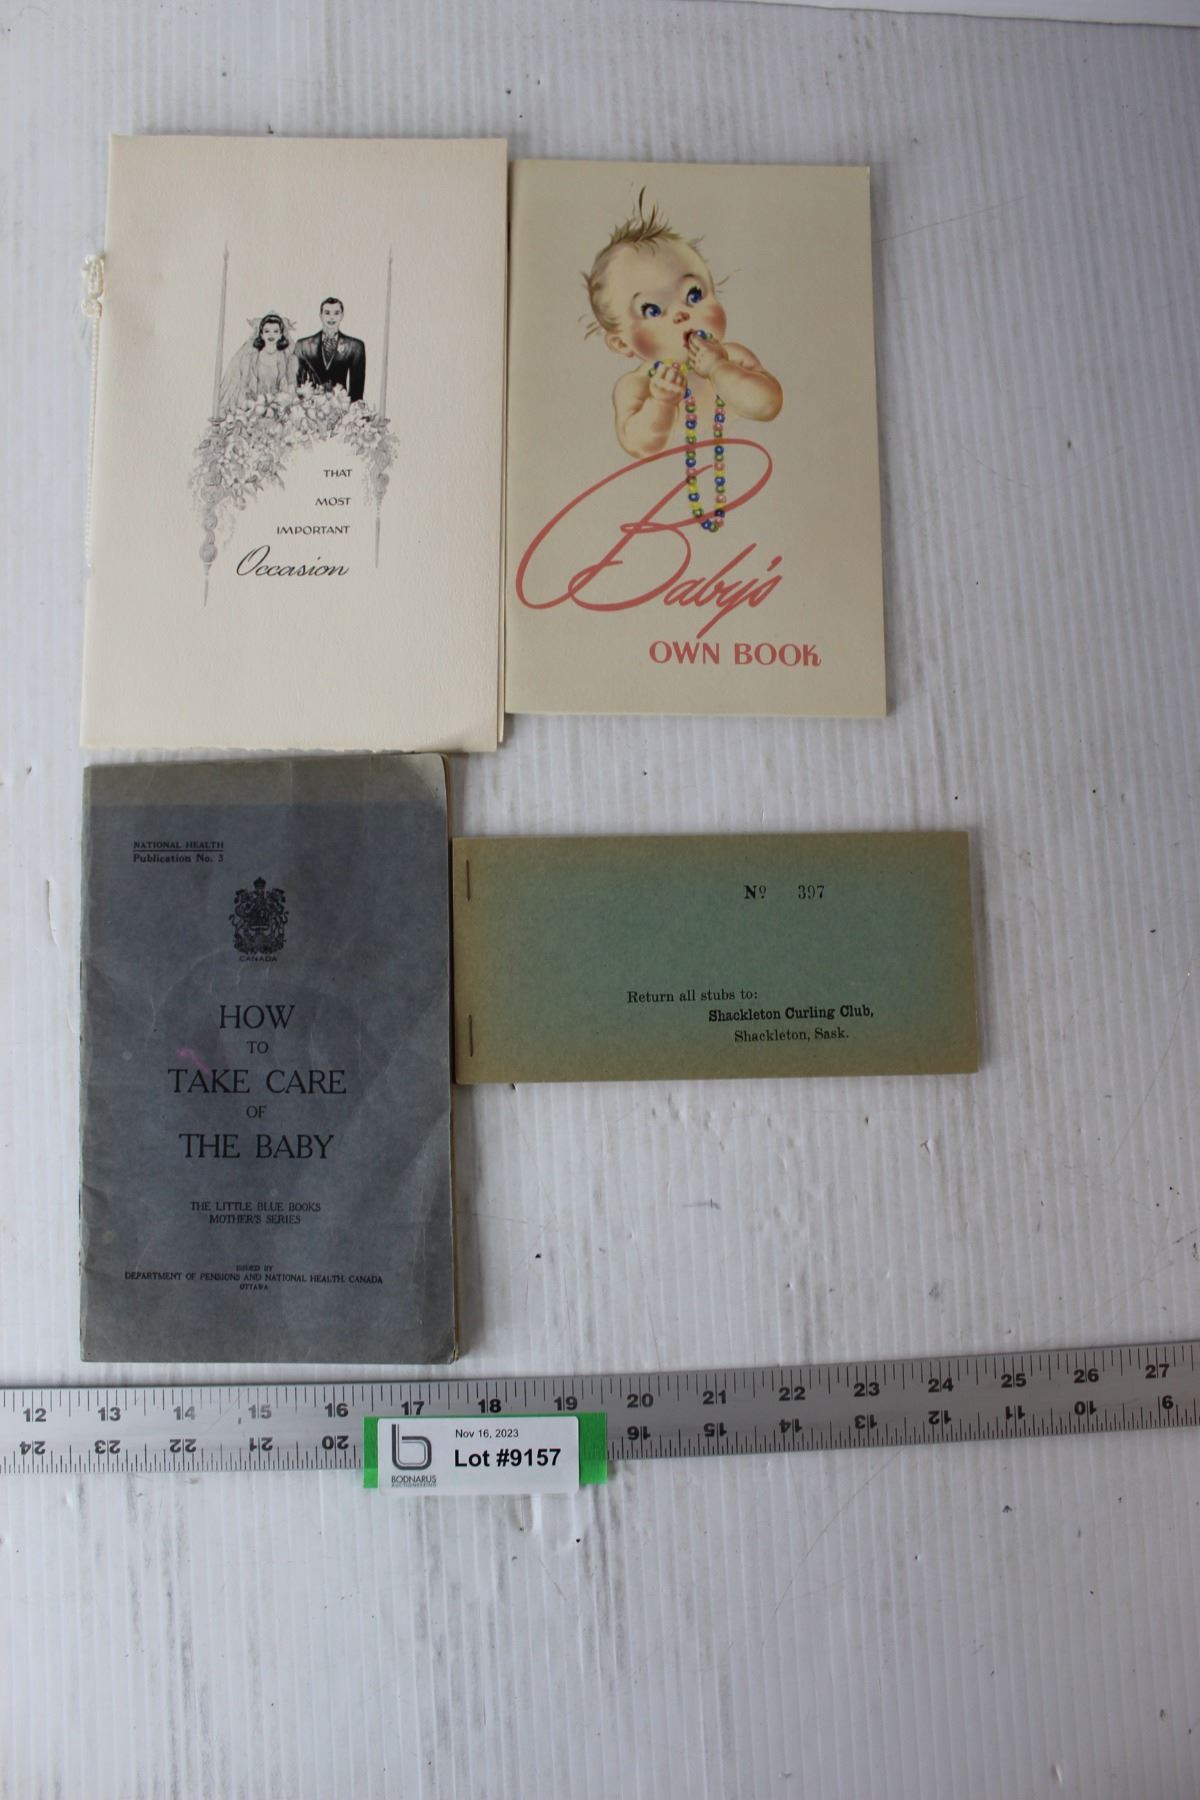 THAT
MOST
IMPORTANT
Occasion
Baby's
OWN BOOK
NATIONAL HEALTH
Publication No. 3
CANADA
HOW
TO
TAKE CARE
OF
THE BABY
THE LITTLE BLUE BOOKS
MOTHER'S SERIES
ISSUED BY
DEPARTMENT OF PENSIONS AND NATIONAL HEALTH, CANADA
OTTAWA
Nº 397
Return all stubs to:
Shackleton Curling Club,
Shackleton, Sask.
12 13 14 15 16 17 18 19 20 21 22 23 24 25 26 27
24 23 22 21 20 16 15 14 13 12 11 10 9
Nov 16, 2023
Lot #9157
b
BODNARUS
AUCTIONEERING